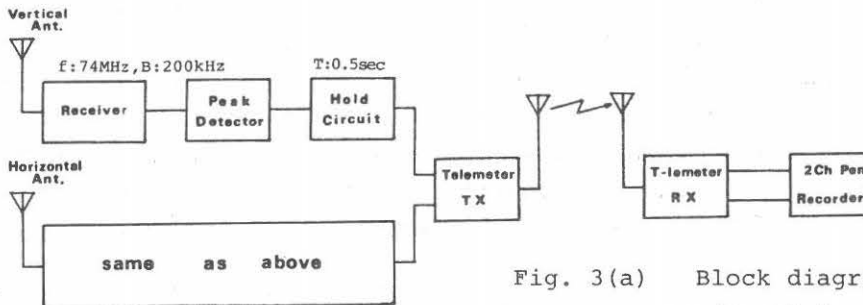 Vertical
Ant.
f:74MHz,B:200kHz
T:0.5sec
Receiver
Peak
Detector
Hold
Circuit
Horizontal
Ant.
same as above
Telemeter
TX
T-lemeter
RX
2Ch Pen
Recorder
Fig. 3(a) Block diagr